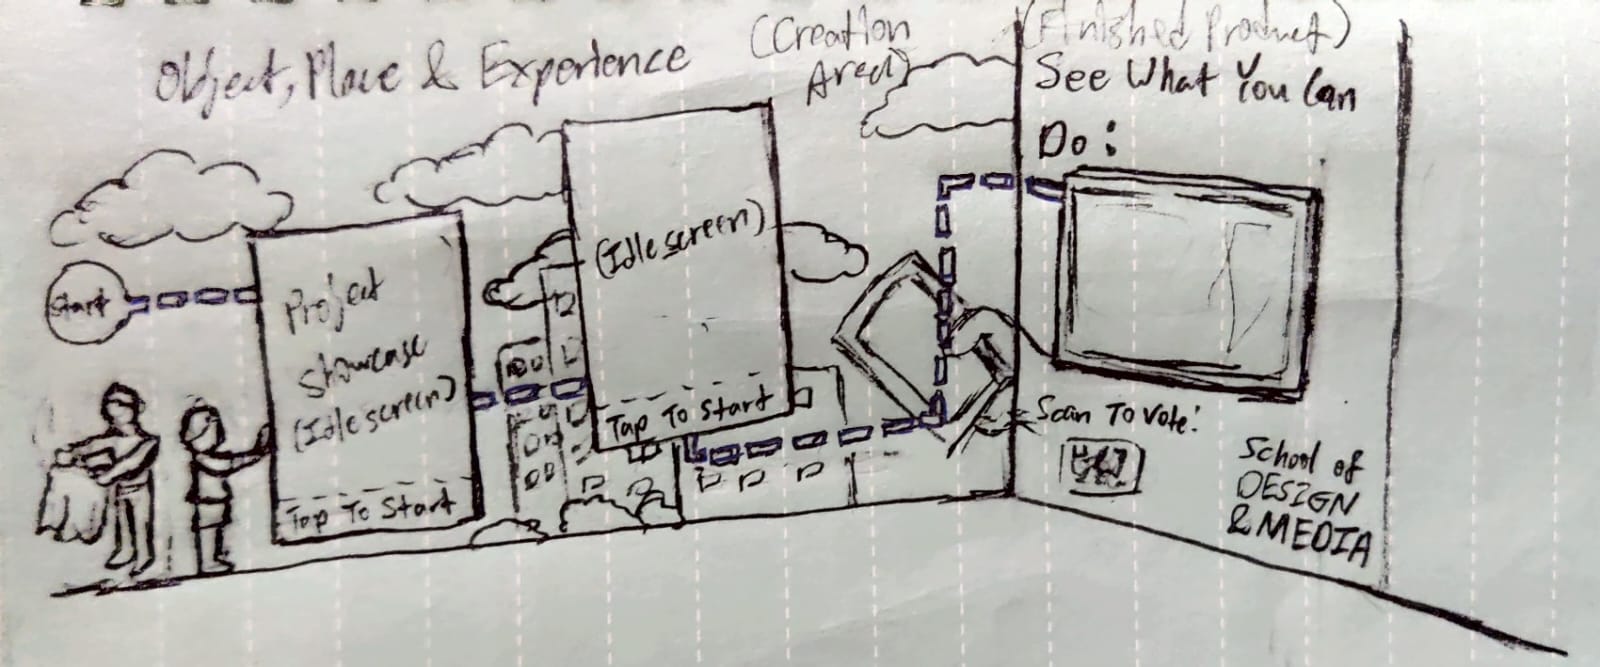 Object, Place & Experience
(Creation
Area)
(Finished Product)
See What You Can
Do:
Start
Project
Showcase
(Idle screen)
Tap To Start
(Idle screen)
Tap To Start
Scan To Vote!
School of
DESIGN
& MEDIA